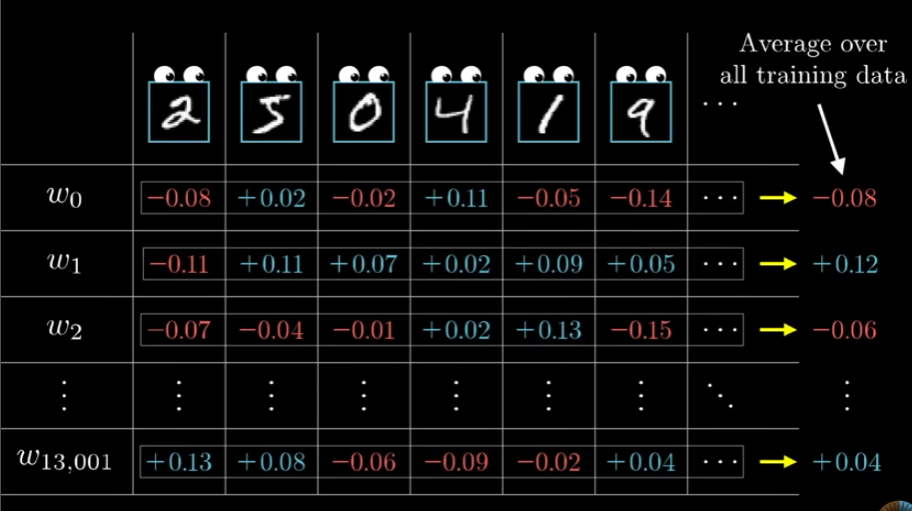 Average over
all training data
2 5 0 4 1 9 ⋯
w₀ −0.08 +0.02 −0.02 +0.11 −0.05 −0.14 ⋯ → −0.08
w₁ −0.11 +0.11 +0.07 +0.02 +0.09 +0.05 ⋯ → +0.12
w₂ −0.07 −0.04 −0.01 +0.02 +0.13 −0.15 ⋯ → −0.06
⋮ ⋮ ⋮ ⋮ ⋮ ⋮ ⋮ ⋱ ⋮
w₁₃,₀₀₁ +0.13 +0.08 −0.06 −0.09 −0.02 +0.04 ⋯ → +0.04